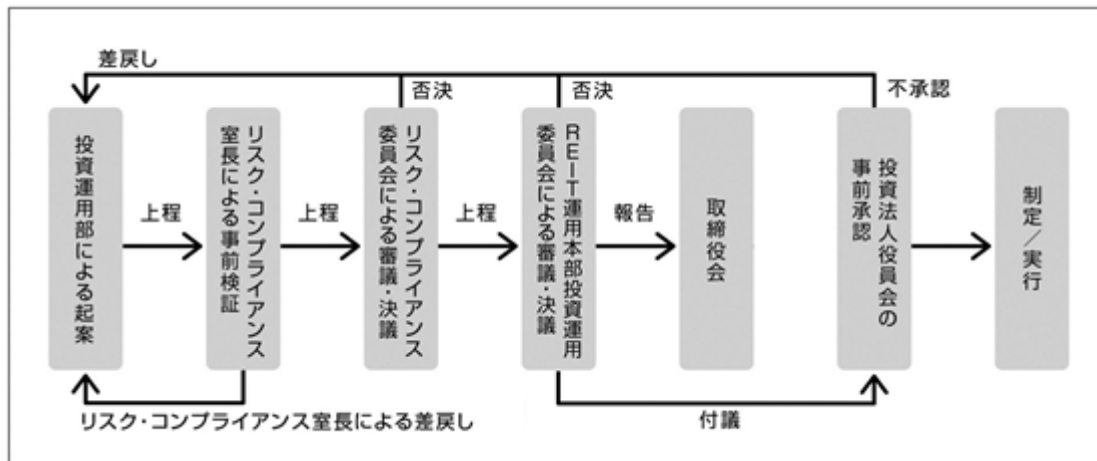 差戻し
否決
否決
不承認
投資運用部による起案
上程
リスク・コンプライアンス
室長による事前検証
上程
リスク・コンプライアンス
委員会による審議・決議
上程
REIT運用本部投資運用
委員会による審議・決議
報告
取締役会
投資法人役員会の
事前承認
制定／実行
リスク・コンプライアンス室長による差戻し
付議